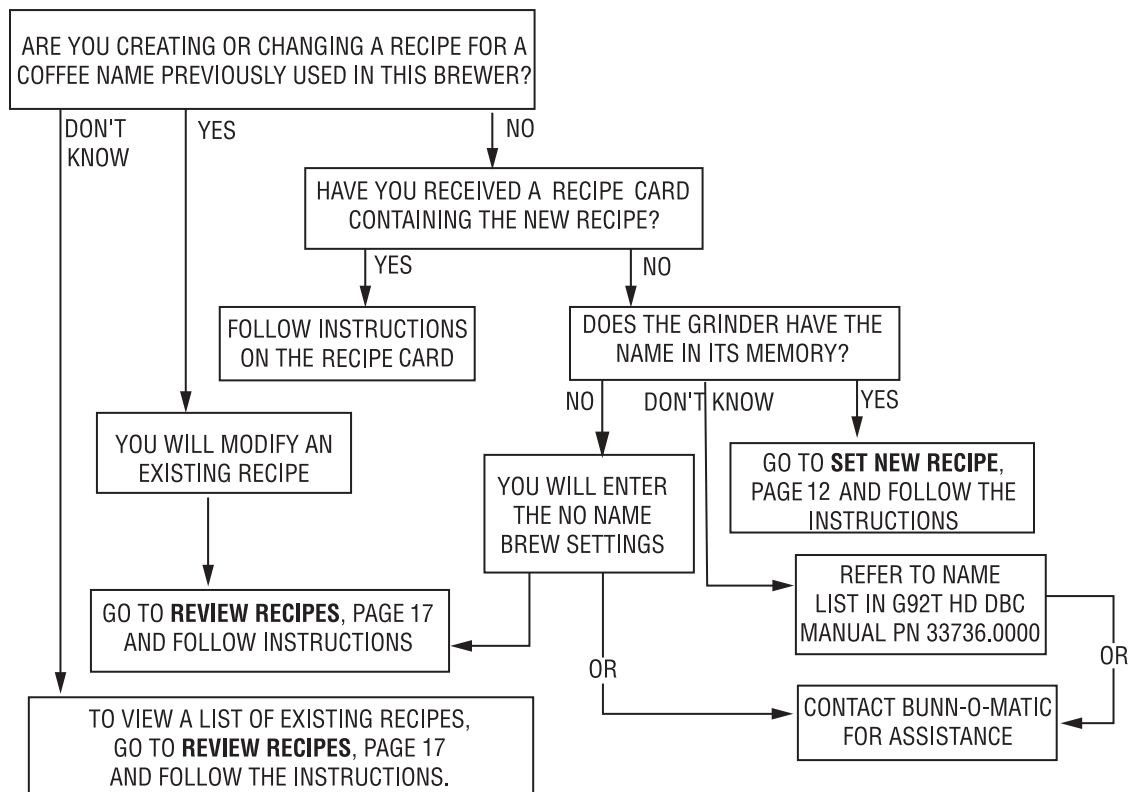 ARE YOU CREATING OR CHANGING A RECIPE FOR A
COFFEE NAME PREVIOUSLY USED IN THIS BREWER?
DON'T
KNOW
YES
NO
HAVE YOU RECEIVED A RECIPE CARD
CONTAINING THE NEW RECIPE?
YES
NO
FOLLOW INSTRUCTIONS
ON THE RECIPE CARD
DOES THE GRINDER HAVE THE
NAME IN ITS MEMORY?
NO
DON'T KNOW
YES
YOU WILL MODIFY AN
EXISTING RECIPE
YOU WILL ENTER
THE NO NAME
BREW SETTINGS
GO TO SET NEW RECIPE,
PAGE 12 AND FOLLOW THE
INSTRUCTIONS
GO TO REVIEW RECIPES, PAGE 17
AND FOLLOW INSTRUCTIONS
REFER TO NAME
LIST IN G92T HD DBC
MANUAL PN 33736.0000
OR
OR
CONTACT BUNN-O-MATIC
FOR ASSISTANCE
TO VIEW A LIST OF EXISTING RECIPES,
GO TO REVIEW RECIPES, PAGE 17
AND FOLLOW THE INSTRUCTIONS.